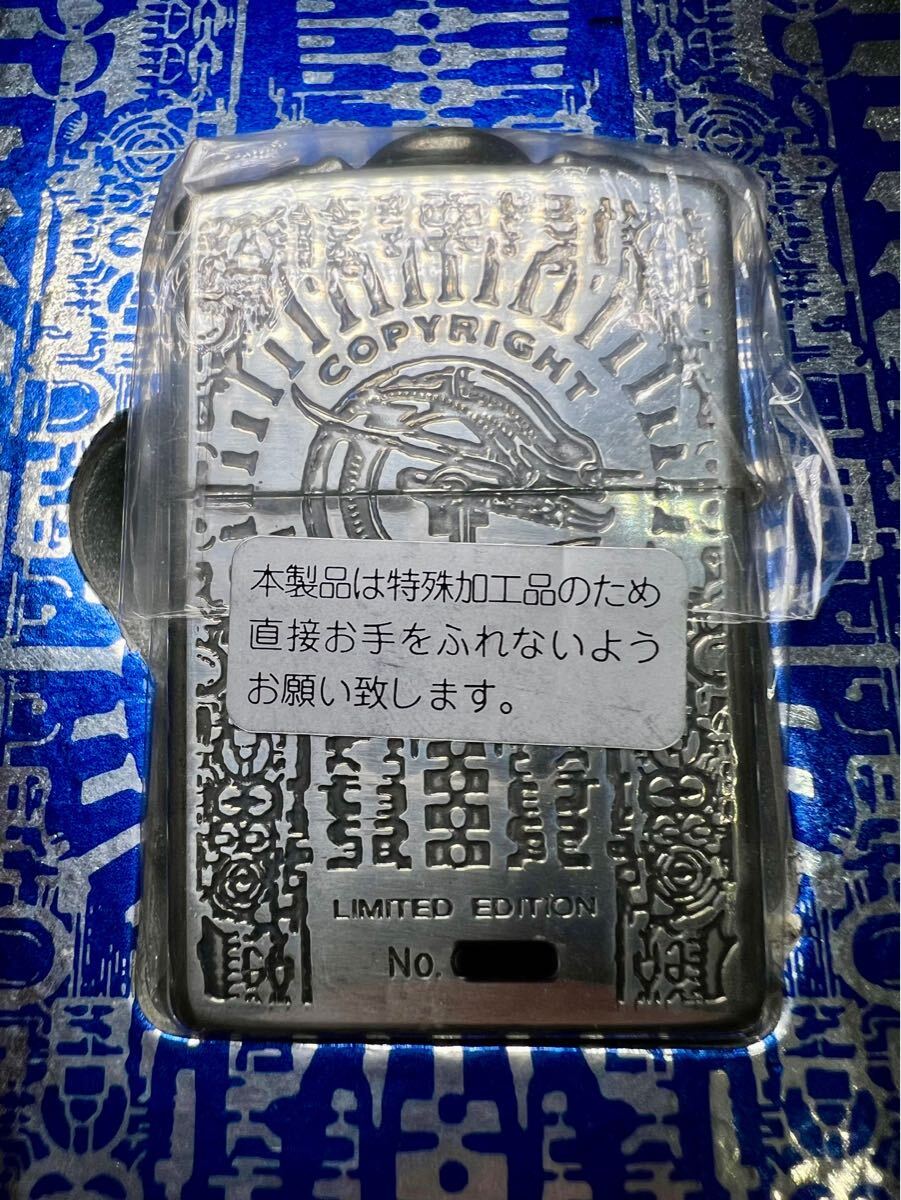 COPYRIGHT
本製品は特殊加工品のため
直接お手をふれないよう
お願い致します。
LIMITED EDITION
No.